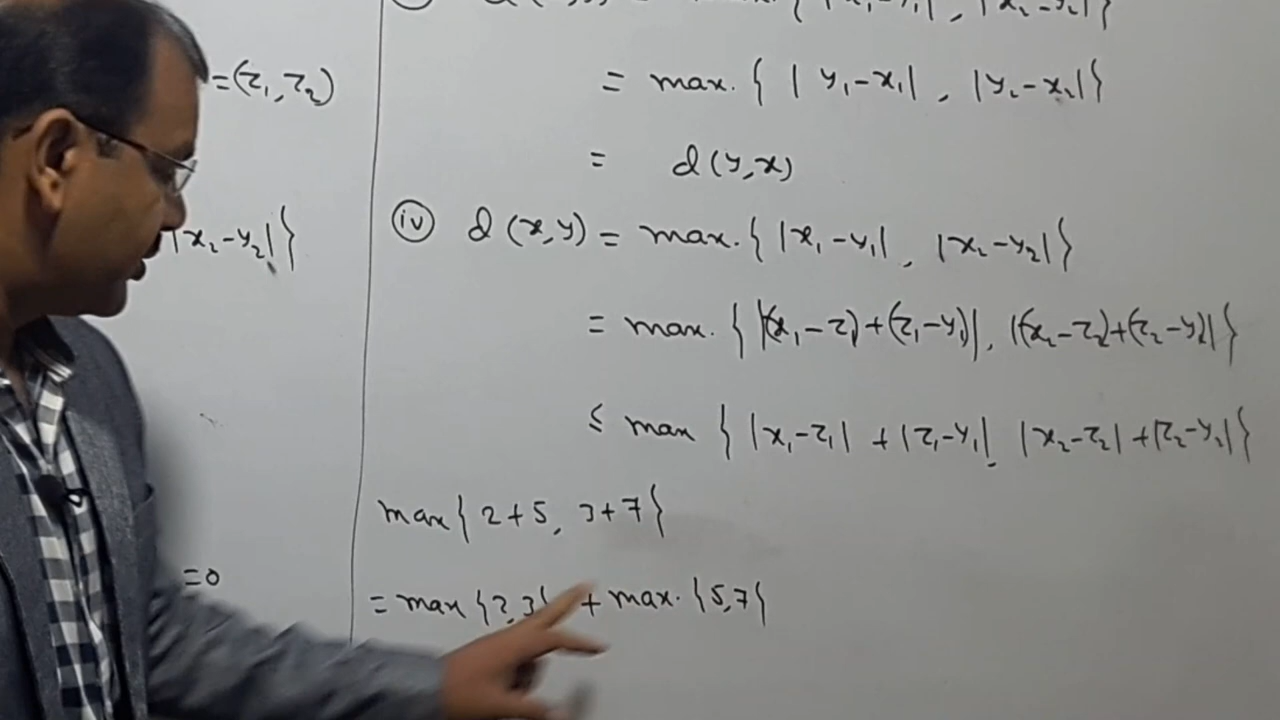 =(z₁, z₂)
|x₂-y₂|}
=0
= max. { | y₁-x₁| , |y₂-x₂|}
= d(y,x)
(iv) d(x,y) = max. { |x₁-y₁| , |x₂-y₂|}
= max. { |(x₁-z₁)+(z₁-y₁)|, |(x₂-z₂)+(z₂-y₂)|}
≤ max { |x₁-z₁| + |z₁-y₁| , |x₂-z₂| + |z₂-y₂|}
max{ 2+5, 3+7}
= max {2,3} + max. {5,7}